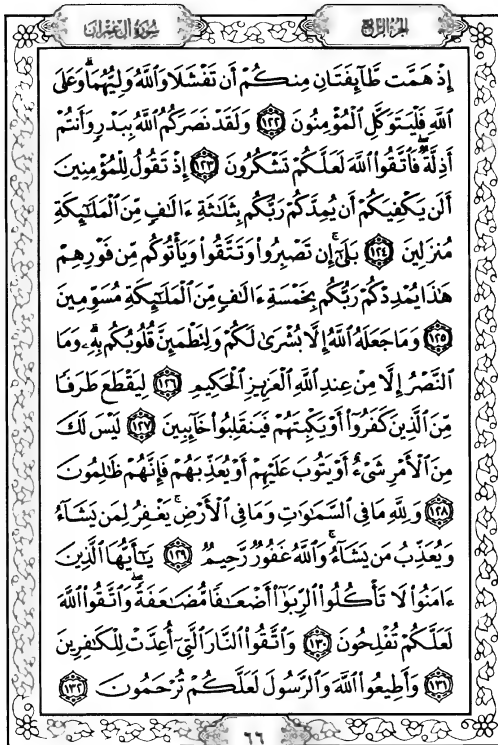 الجزء الرابع سورة آل عمران
إِذْ هَمَّت طَّآئِفَتَانِ مِنكُمْ أَن تَفْشَلَا وَٱللَّهُ وَلِيُّهُمَا ۗ وَعَلَى
ٱللَّهِ فَلْيَتَوَكَّلِ ٱلْمُؤْمِنُونَ ١٢٢ وَلَقَدْ نَصَرَكُمُ ٱللَّهُ بِبَدْرٍ وَأَنتُمْ
أَذِلَّةٌ ۖ فَٱتَّقُوا۟ ٱللَّهَ لَعَلَّكُمْ تَشْكُرُونَ ١٢٣ إِذْ تَقُولُ لِلْمُؤْمِنِينَ
أَلَن يَكْفِيَكُمْ أَن يُمِدَّكُمْ رَبُّكُم بِثَلَـٰثَةِ ءَالَـٰفٍ مِّنَ ٱلْمَلَـٰٓئِكَةِ
مُنزَلِينَ ١٢٤ بَلَىٰٓ ۚ إِن تَصْبِرُوا۟ وَتَتَّقُوا۟ وَيَأْتُوكُم مِّن فَوْرِهِمْ
هَـٰذَا يُمْدِدْكُمْ رَبُّكُم بِخَمْسَةِ ءَالَـٰفٍ مِّنَ ٱلْمَلَـٰٓئِكَةِ مُسَوِّمِينَ
١٢٥ وَمَا جَعَلَهُ ٱللَّهُ إِلَّا بُشْرَىٰ لَكُمْ وَلِتَطْمَئِنَّ قُلُوبُكُم بِهِۦ ۗ وَمَا
ٱلنَّصْرُ إِلَّا مِنْ عِندِ ٱللَّهِ ٱلْعَزِيزِ ٱلْحَكِيمِ ١٢٦ لِيَقْطَعَ طَرَفًا
مِّنَ ٱلَّذِينَ كَفَرُوٓا۟ أَوْ يَكْبِتَهُمْ فَيَنقَلِبُوا۟ خَآئِبِينَ ١٢٧ لَيْسَ لَكَ
مِنَ ٱلْأَمْرِ شَىْءٌ أَوْ يَتُوبَ عَلَيْهِمْ أَوْ يُعَذِّبَهُمْ فَإِنَّهُمْ ظَـٰلِمُونَ
١٢٨ وَلِلَّهِ مَا فِى ٱلسَّمَـٰوَٰتِ وَمَا فِى ٱلْأَرْضِ ۚ يَغْفِرُ لِمَن يَشَآءُ
وَيُعَذِّبُ مَن يَشَآءُ ۚ وَٱللَّهُ غَفُورٌ رَّحِيمٌ ١٢٩ يَـٰٓأَيُّهَا ٱلَّذِينَ
ءَامَنُوا۟ لَا تَأْكُلُوا۟ ٱلرِّبَوٰٓا۟ أَضْعَـٰفًا مُّضَـٰعَفَةً ۖ وَٱتَّقُوا۟ ٱللَّهَ
لَعَلَّكُمْ تُفْلِحُونَ ١٣٠ وَٱتَّقُوا۟ ٱلنَّارَ ٱلَّتِىٓ أُعِدَّتْ لِلْكَـٰفِرِينَ
١٣١ وَأَطِيعُوا۟ ٱللَّهَ وَٱلرَّسُولَ لَعَلَّكُمْ تُرْحَمُونَ ١٣٢
٦٦